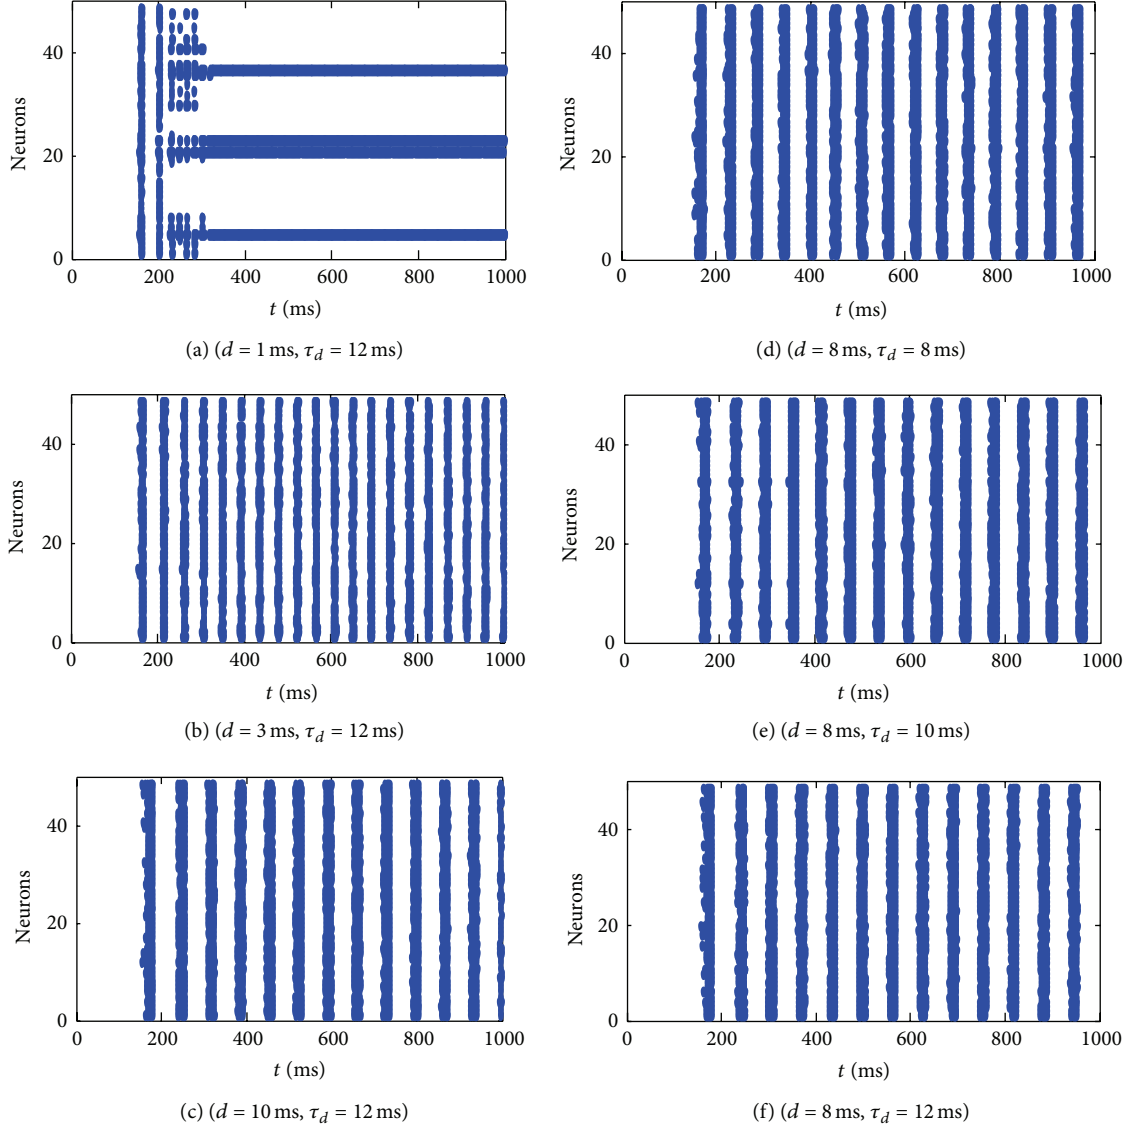 Neurons
40
20
0
0 200 400 600 800 1000
t (ms)
(a) (d = 1 ms, τd = 12 ms)
Neurons
40
20
0
0 200 400 600 800 1000
t (ms)
(b) (d = 3 ms, τd = 12 ms)
Neurons
40
20
0
0 200 400 600 800 1000
t (ms)
(c) (d = 10 ms, τd = 12 ms)
Neurons
40
20
0
0 200 400 600 800 1000
t (ms)
(d) (d = 8 ms, τd = 8 ms)
Neurons
40
20
0
0 200 400 600 800 1000
t (ms)
(e) (d = 8 ms, τd = 10 ms)
Neurons
40
20
0
0 200 400 600 800 1000
t (ms)
(f) (d = 8 ms, τd = 12 ms)